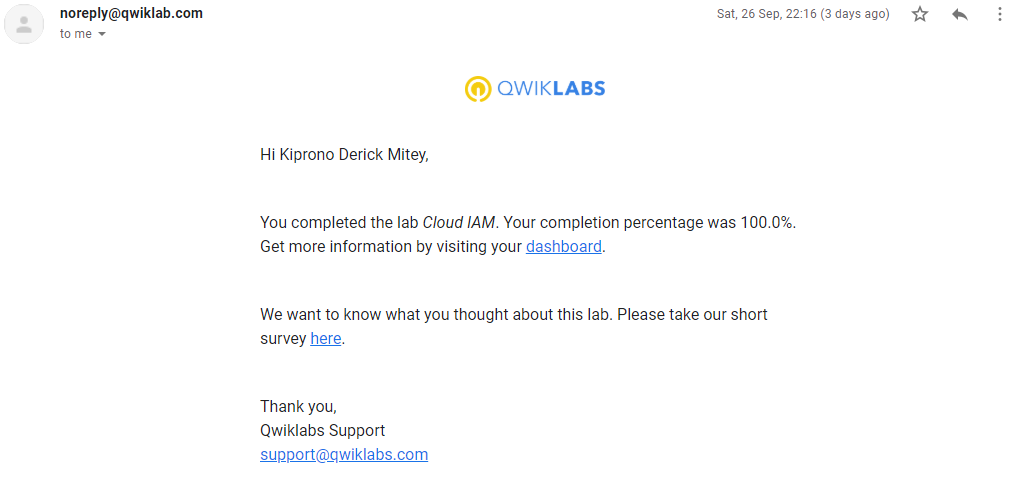 noreply@qwiklab.com
Sat, 26 Sep, 22:16 (3 days ago)
to me
QWIKLABS
Hi Kiprono Derick Mitey,
You completed the lab Cloud IAM. Your completion percentage was 100.0%.
Get more information by visiting your dashboard.
We want to know what you thought about this lab. Please take our short
survey here.
Thank you,
Qwiklabs Support
support@qwiklabs.com